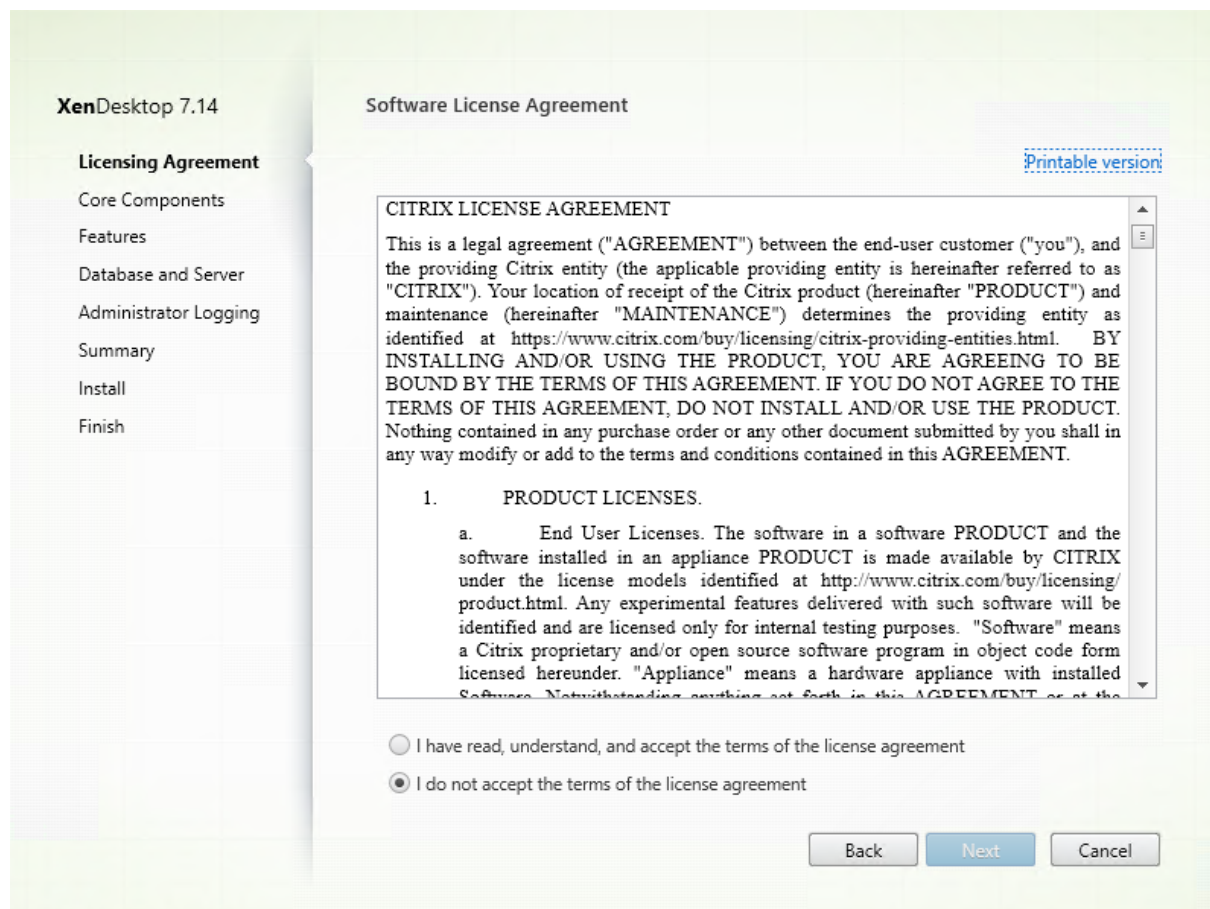 XenDesktop 7.14
Licensing Agreement
Core Components
Features
Database and Server
Administrator Logging
Summary
Install
Finish
Software License Agreement
Printable version
CITRIX LICENSE AGREEMENT
This is a legal agreement ("AGREEMENT") between the end-user customer ("you"), and
the providing Citrix entity (the applicable providing entity is hereinafter referred to as
"CITRIX"). Your location of receipt of the Citrix product (hereinafter "PRODUCT") and
maintenance (hereinafter "MAINTENANCE") determines the providing entity as
identified at https://www.citrix.com/buy/licensing/citrix-providing-entities.html. BY
INSTALLING AND/OR USING THE PRODUCT, YOU ARE AGREEING TO BE
BOUND BY THE TERMS OF THIS AGREEMENT. IF YOU DO NOT AGREE TO THE
TERMS OF THIS AGREEMENT, DO NOT INSTALL AND/OR USE THE PRODUCT.
Nothing contained in any purchase order or any other document submitted by you shall in
any way modify or add to the terms and conditions contained in this AGREEMENT.
1. PRODUCT LICENSES.
a. End User Licenses. The software in a software PRODUCT and the
software installed in an appliance PRODUCT is made available by CITRIX
under the license models identified at http://www.citrix.com/buy/licensing/
product.html. Any experimental features delivered with such software will be
identified and are licensed only for internal testing purposes. "Software" means
a Citrix proprietary and/or open source software program in object code form
licensed hereunder. "Appliance" means a hardware appliance with installed
Software. Notwithstanding anything set forth in this AGREEMENT or at the
I have read, understand, and accept the terms of the license agreement
I do not accept the terms of the license agreement
Back
Next
Cancel